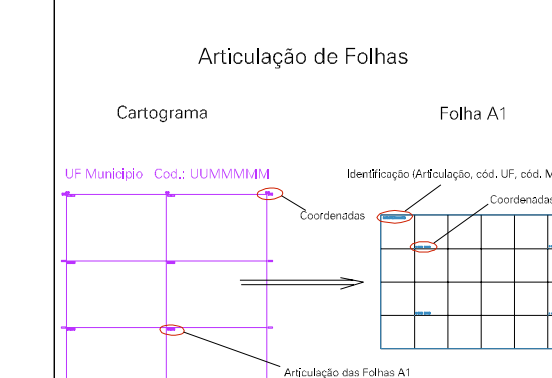 Articulação de Folhas
Cartograma
Folha A1
UF Municipio Cod.: UUMMMMM
Identificação (Articulação, cód. UF, cód. M
Coordenadas
Coordenadas
Articulação das Folhas A1